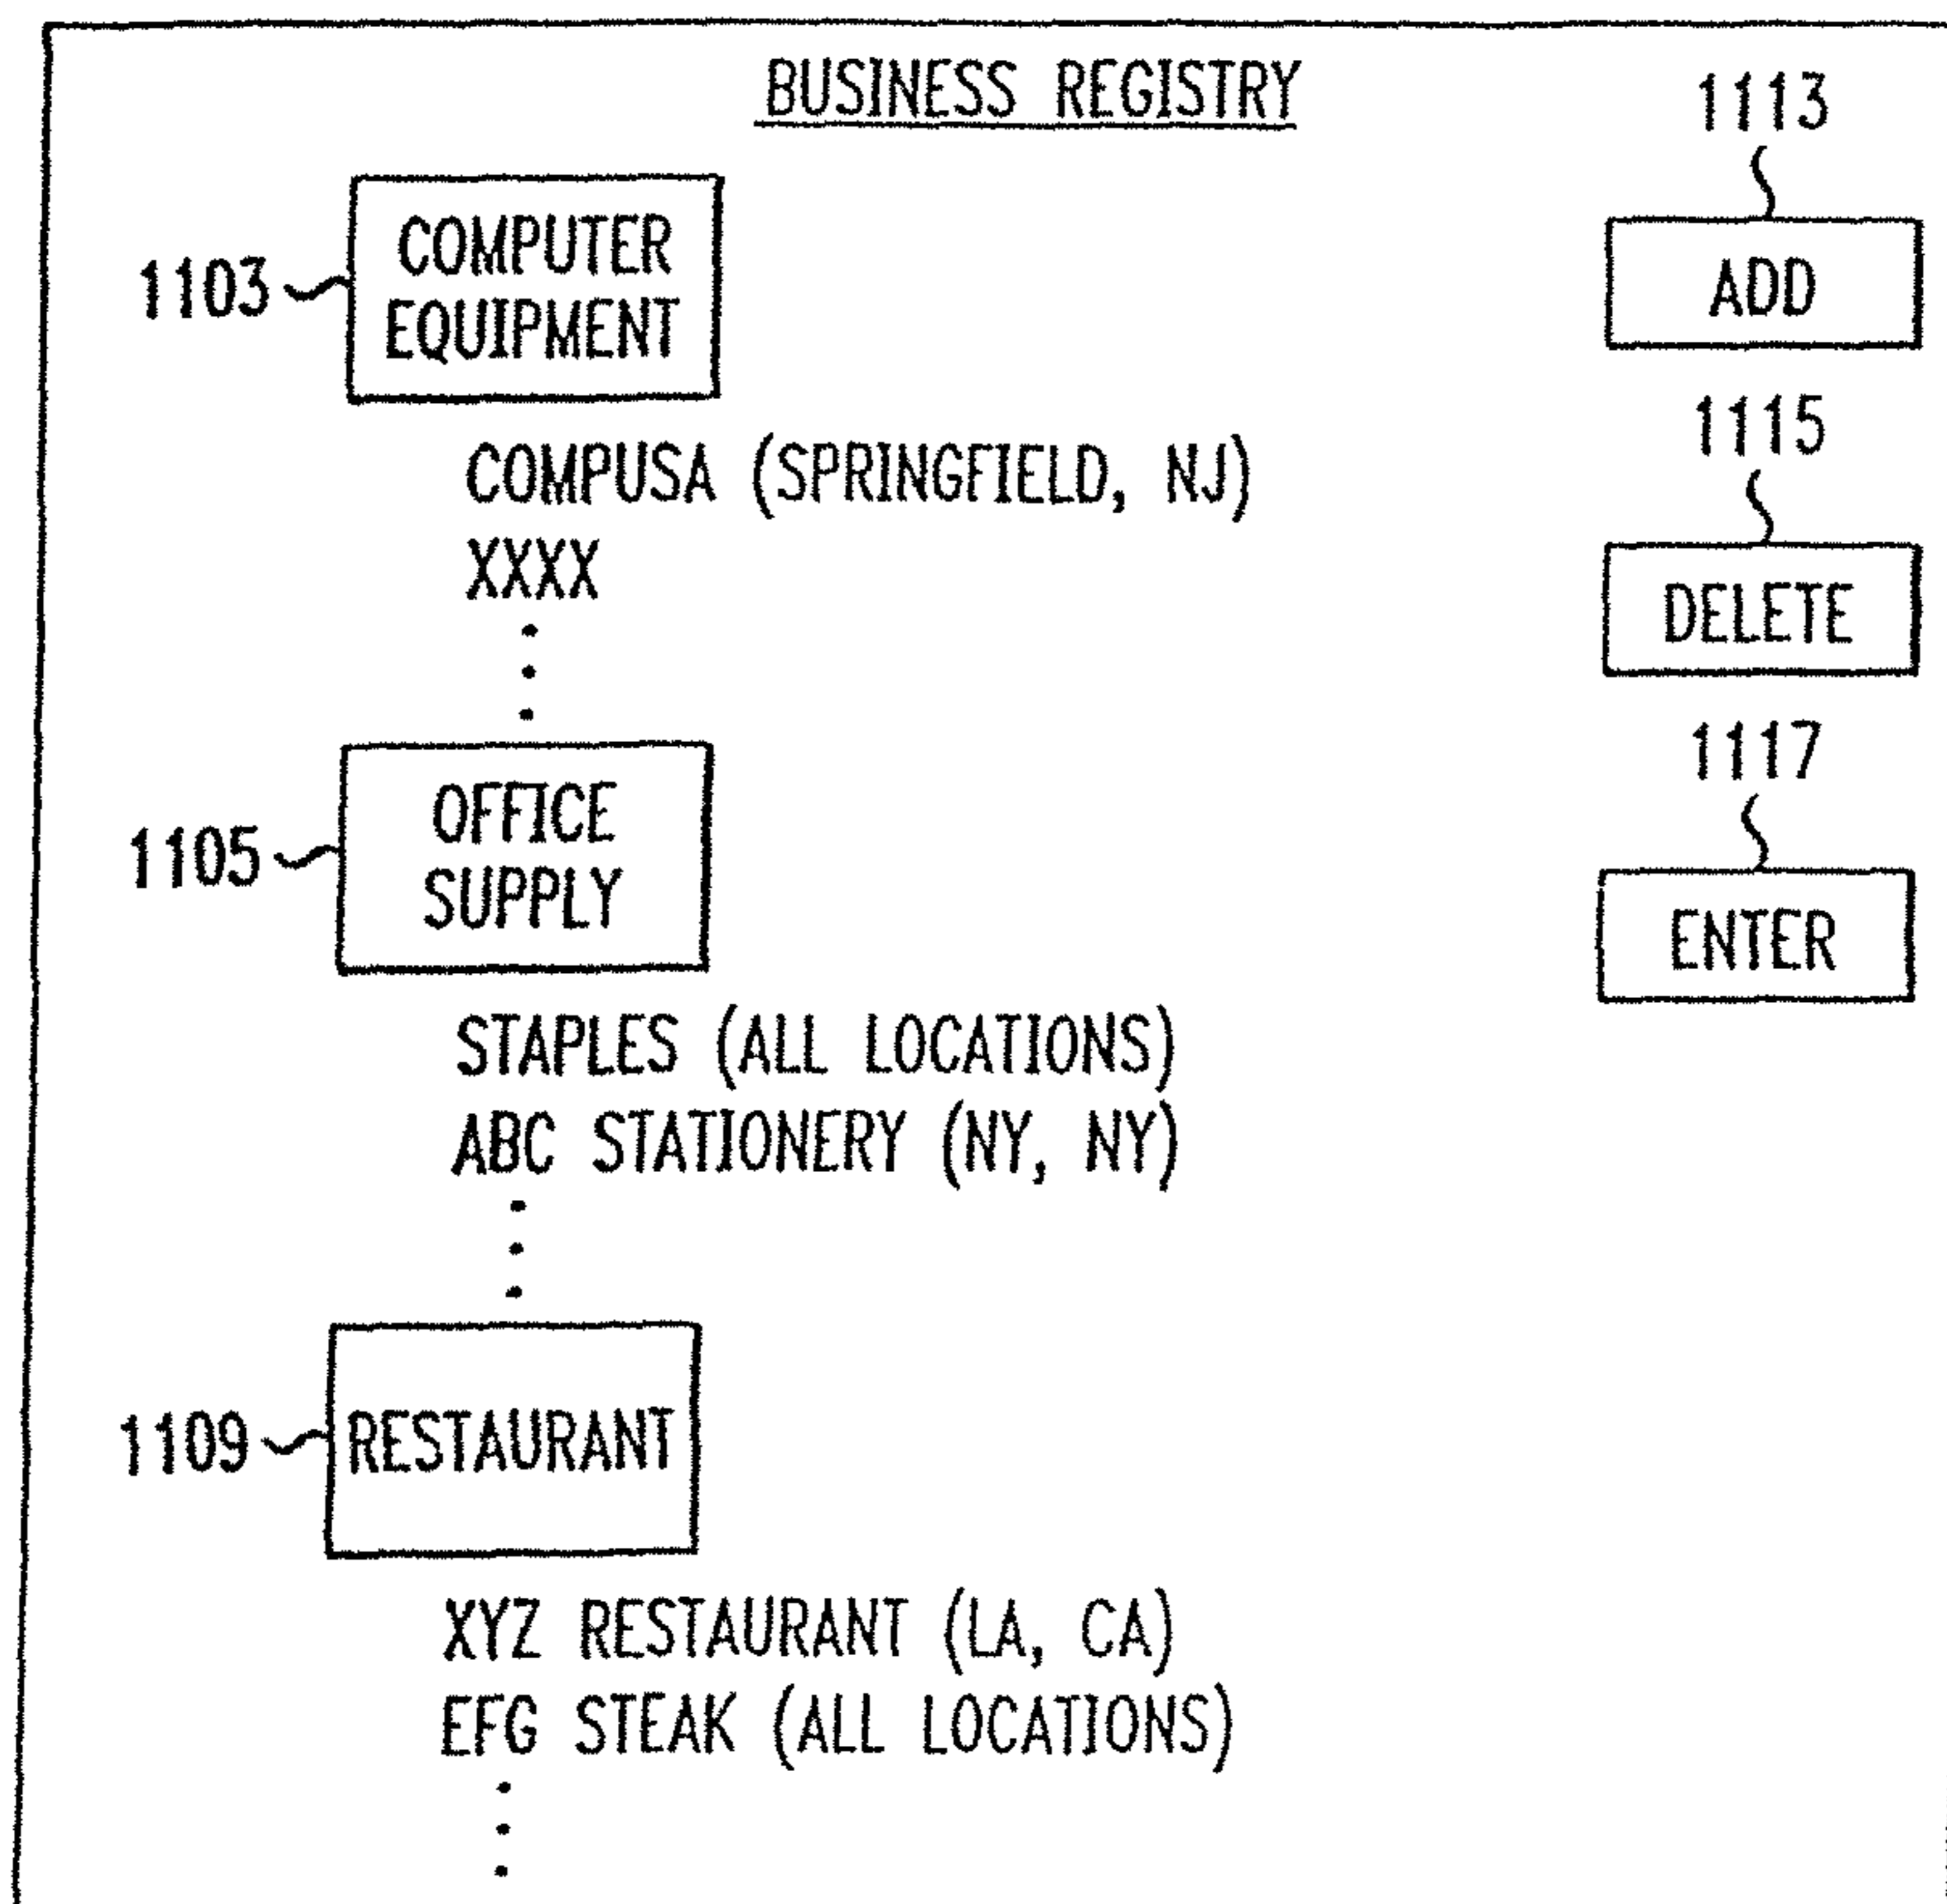 BUSINESS REGISTRY
1103
COMPUTER
EQUIPMENT
COMPUSA (SPRINGFIELD, NJ)
XXXX
1105
OFFICE
SUPPLY
STAPLES (ALL LOCATIONS)
ABC STATIONERY (NY, NY)
1109
RESTAURANT
XYZ RESTAURANT (LA, CA)
EFG STEAK (ALL LOCATIONS)
1113
ADD
1115
DELETE
1117
ENTER